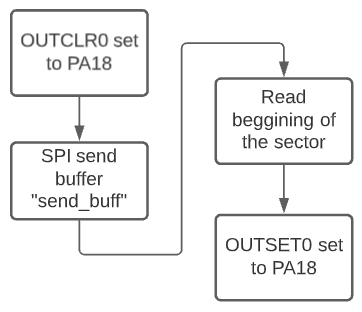 OUTCLR0 set
to PA18
SPI send
buffer
"send_buff"
Read
beggining of
the sector
OUTSET0 set
to PA18